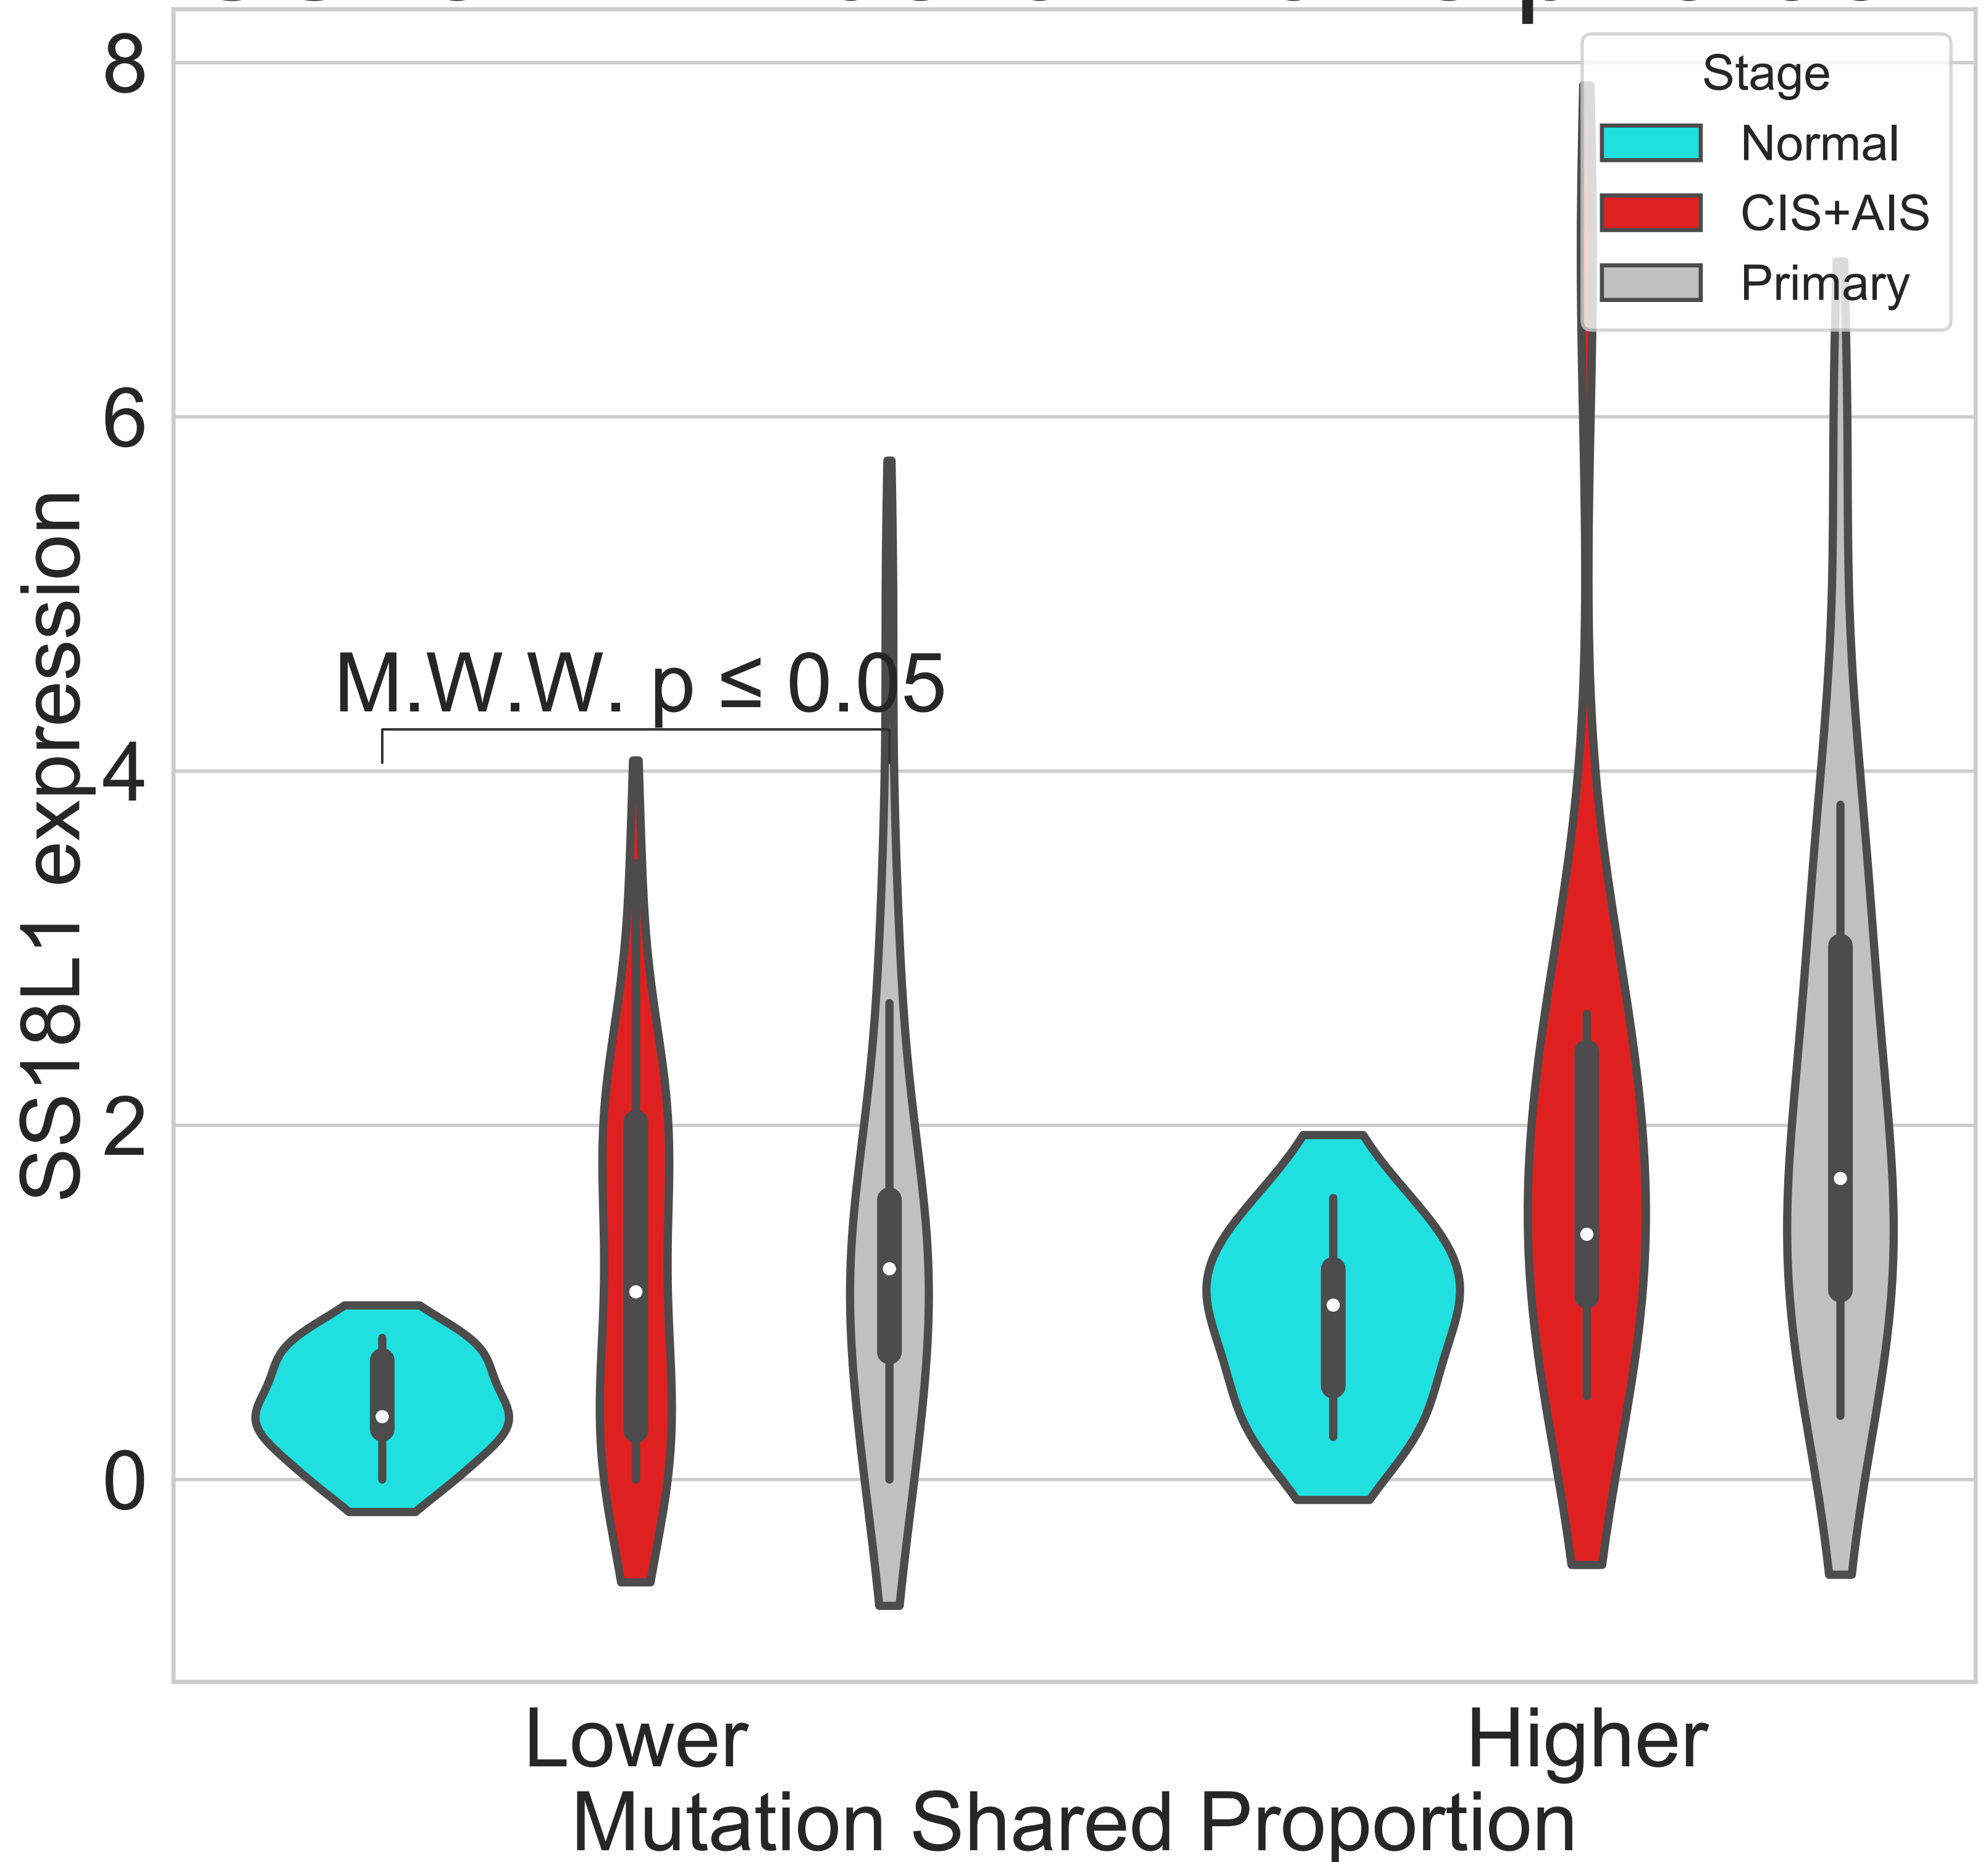 8
6
4
2
0
SS18L1 expression
Stage
Normal
CIS+AIS
Primary
M.W.W. p ≤ 0.05
Lower
Higher
Mutation Shared Proportion